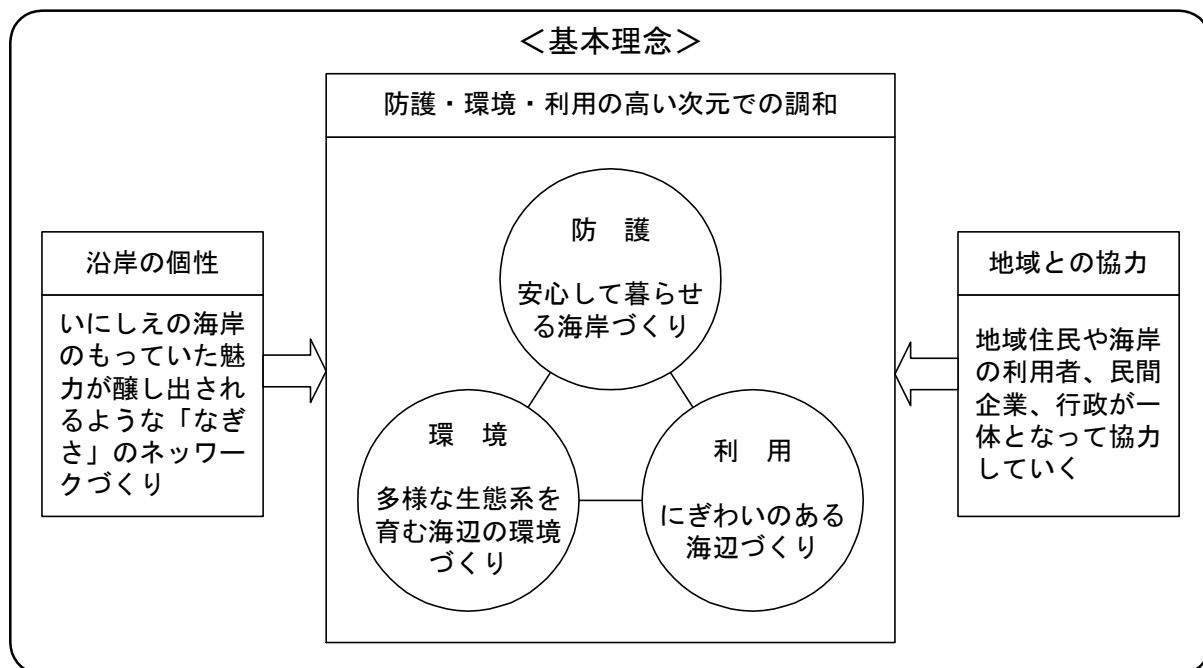 <基本理念>
防護・環境・利用の高い次元での調和
防 護
安心して暮らせ
る海岸づくり
沿岸の個性
いにしえの海岸
のもっていた魅
力が醸し出され
るような「なぎ
さ」のネッワー
クづくり
環 境
多様な生態系を
育む海辺の環境
づくり
利 用
にぎわいのある
海辺づくり
地域との協力
地域住民や海岸
の利用者、民間
企業、行政が一
体となって協力
していく